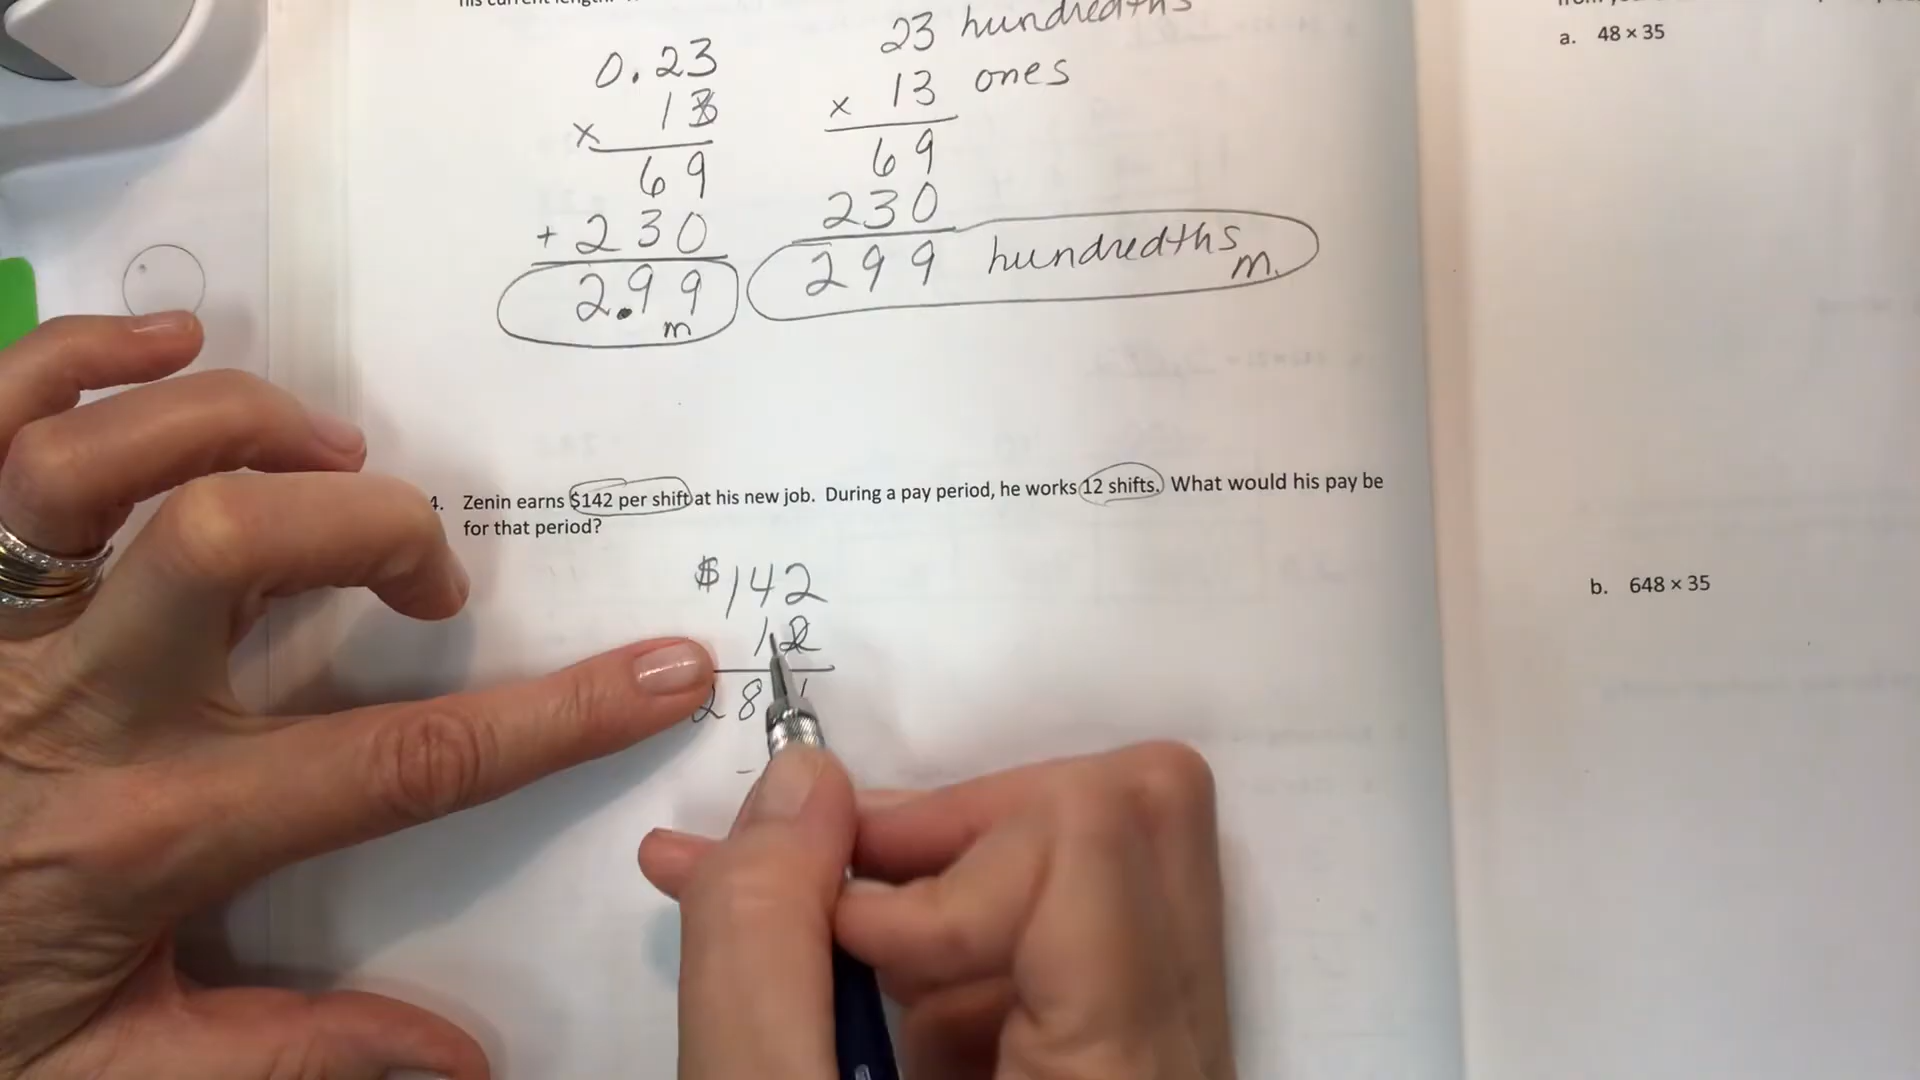 0.23
× 13
69
+ 230
2.99
m
23 hundredths
× 13 ones
69
230
299 hundredths
m.
4. Zenin earns $142 per shift at his new job. During a pay period, he works 12 shifts. What would his pay be
for that period?
$142
12
28
a. 48 × 35
b. 648 × 35